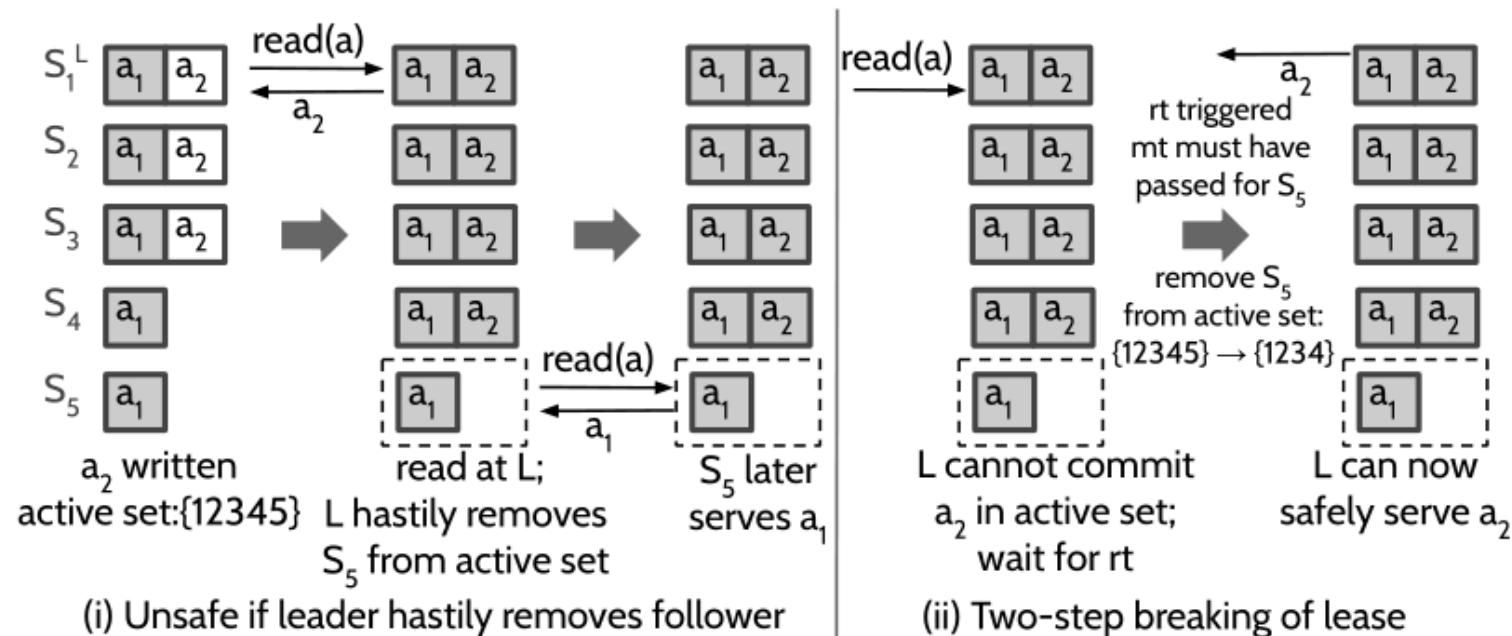 S₁ᴸ a₁ a₂ read(a) a₂ a₁ a₂ a₁ a₂
S₂ a₁ a₂ a₁ a₂ a₁ a₂
S₃ a₁ a₂ a₁ a₂ a₁ a₂
S₄ a₁ a₁ a₂ a₁ a₂
S₅ a₁ a₁ read(a) a₁ a₁
a₂ written
active set:{12345}
read at L;
L hastily removes
S₅ from active set
S₅ later
serves a₁
(i) Unsafe if leader hastily removes follower
read(a) a₁ a₂ a₂ a₁ a₂
a₁ a₂ a₁ a₂
a₁ a₂ a₁ a₂
a₁ a₂ a₁ a₂
a₁ a₁
rt triggered
mt must have
passed for S₅
remove S₅
from active set:
{12345} → {1234}
L cannot commit
a₂ in active set;
wait for rt
L can now
safely serve a₂
(ii) Two-step breaking of lease